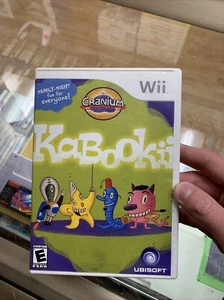 FAMILY-NIGHT
fun for
everyone!
Wii
CRANIUM
KaBookii
E
UBISOFT